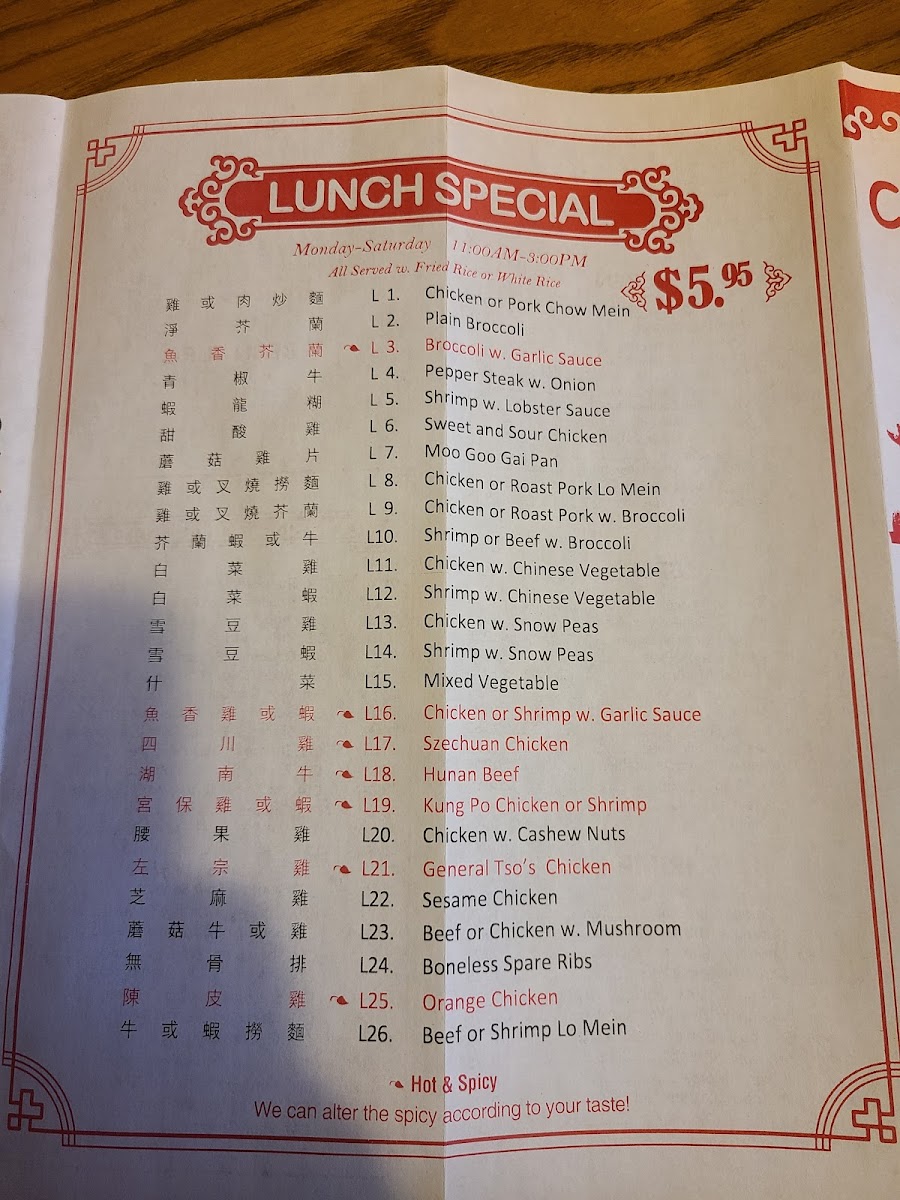 LUNCH SPECIAL
Monday-Saturday 11:00AM-3:00PM
All Served w. Fried Rice or White Rice
$5.95
雞或肉炒麵 L 1. Chicken or Pork Chow Mein
淨芥蘭 L 2. Plain Broccoli
魚香芥蘭 L 3. Broccoli w. Garlic Sauce
青椒牛 L 4. Pepper Steak w. Onion
蝦龍糊 L 5. Shrimp w. Lobster Sauce
甜酸雞 L 6. Sweet and Sour Chicken
蘑菇雞片 L 7. Moo Goo Gai Pan
雞或叉燒撈麵 L 8. Chicken or Roast Pork Lo Mein
雞或叉燒芥蘭 L 9. Chicken or Roast Pork w. Broccoli
芥蘭蝦或牛 L10. Shrimp or Beef w. Broccoli
白菜雞 L11. Chicken w. Chinese Vegetable
白菜蝦 L12. Shrimp w. Chinese Vegetable
雪豆雞 L13. Chicken w. Snow Peas
雪豆蝦 L14. Shrimp w. Snow Peas
什菜 L15. Mixed Vegetable
魚香雞或蝦 L16. Chicken or Shrimp w. Garlic Sauce
四川雞 L17. Szechuan Chicken
湖南牛 L18. Hunan Beef
宮保雞或蝦 L19. Kung Po Chicken or Shrimp
腰果雞 L20. Chicken w. Cashew Nuts
左宗雞 L21. General Tso's Chicken
芝麻雞 L22. Sesame Chicken
蘑菇牛或雞 L23. Beef or Chicken w. Mushroom
無骨排 L24. Boneless Spare Ribs
陳皮雞 L25. Orange Chicken
牛或蝦撈麵 L26. Beef or Shrimp Lo Mein
Hot & Spicy
We can alter the spicy according to your taste!